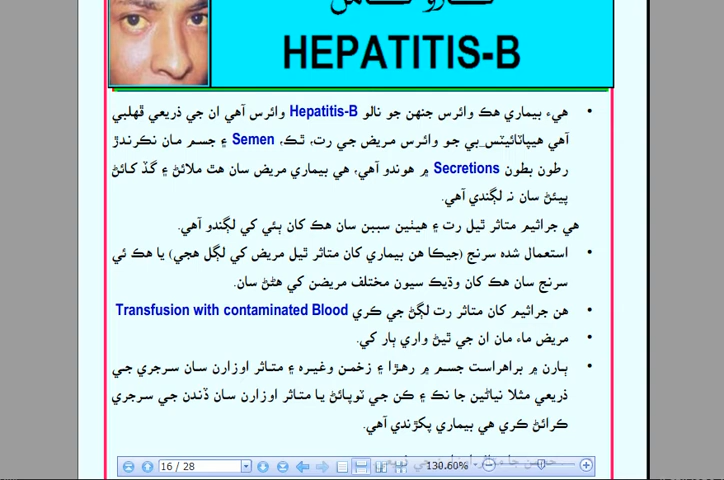 ڪارو ڪامڻ
HEPATITIS-B
• هيءَ بيماري هڪ وائرس جنهن جو نالو Hepatitis-B وائرس آهي ان جي ذريعي ڦهلبي
آهي هيپاٽائيٽس_بي جو وائرس مريض جي رت، ٿڪ، Semen ۽ جسم مان نڪرندڙ
رطون بطون Secretions ۾ هوندو آهي، هي بيماري مريض سان هٿ ملائڻ ۽ گڏ کائڻ
پيئڻ سان نہ لڳندي آهي.
هي جراثيم متاثر ٿيل رت ۽ هيٺين سببن سان هڪ کان ٻئي کي لڳندو آهي.
• استعمال شده سرنج (جيڪا هن بيماري کان متاثر ٿيل مريض کي لڳل هجي) يا هڪ ئي
سرنج سان هڪ کان وڌيڪ سيون مختلف مريضن کي هڻڻ سان.
• هن جراثيم کان متاثر رت لڳڻ جي ڪري Transfusion with contaminated Blood
• مريض ماءُ مان ان جي ٿيڻ واري ٻار کي.
• ٻارن ۾ براهراست جسم ۾ رهڙا ۽ زخمن وغيره ۽ متاثر اوزارن سان سرجري جي
ذريعي مثلا نياڻين جا نڪ ۽ ڪن جي ٽوپائڻ يا متاثر اوزارن سان ڏندن جي سرجري
ڪرائڻ ڪري هي بيماري پکڙندي آهي.
16 / 28
130.60%